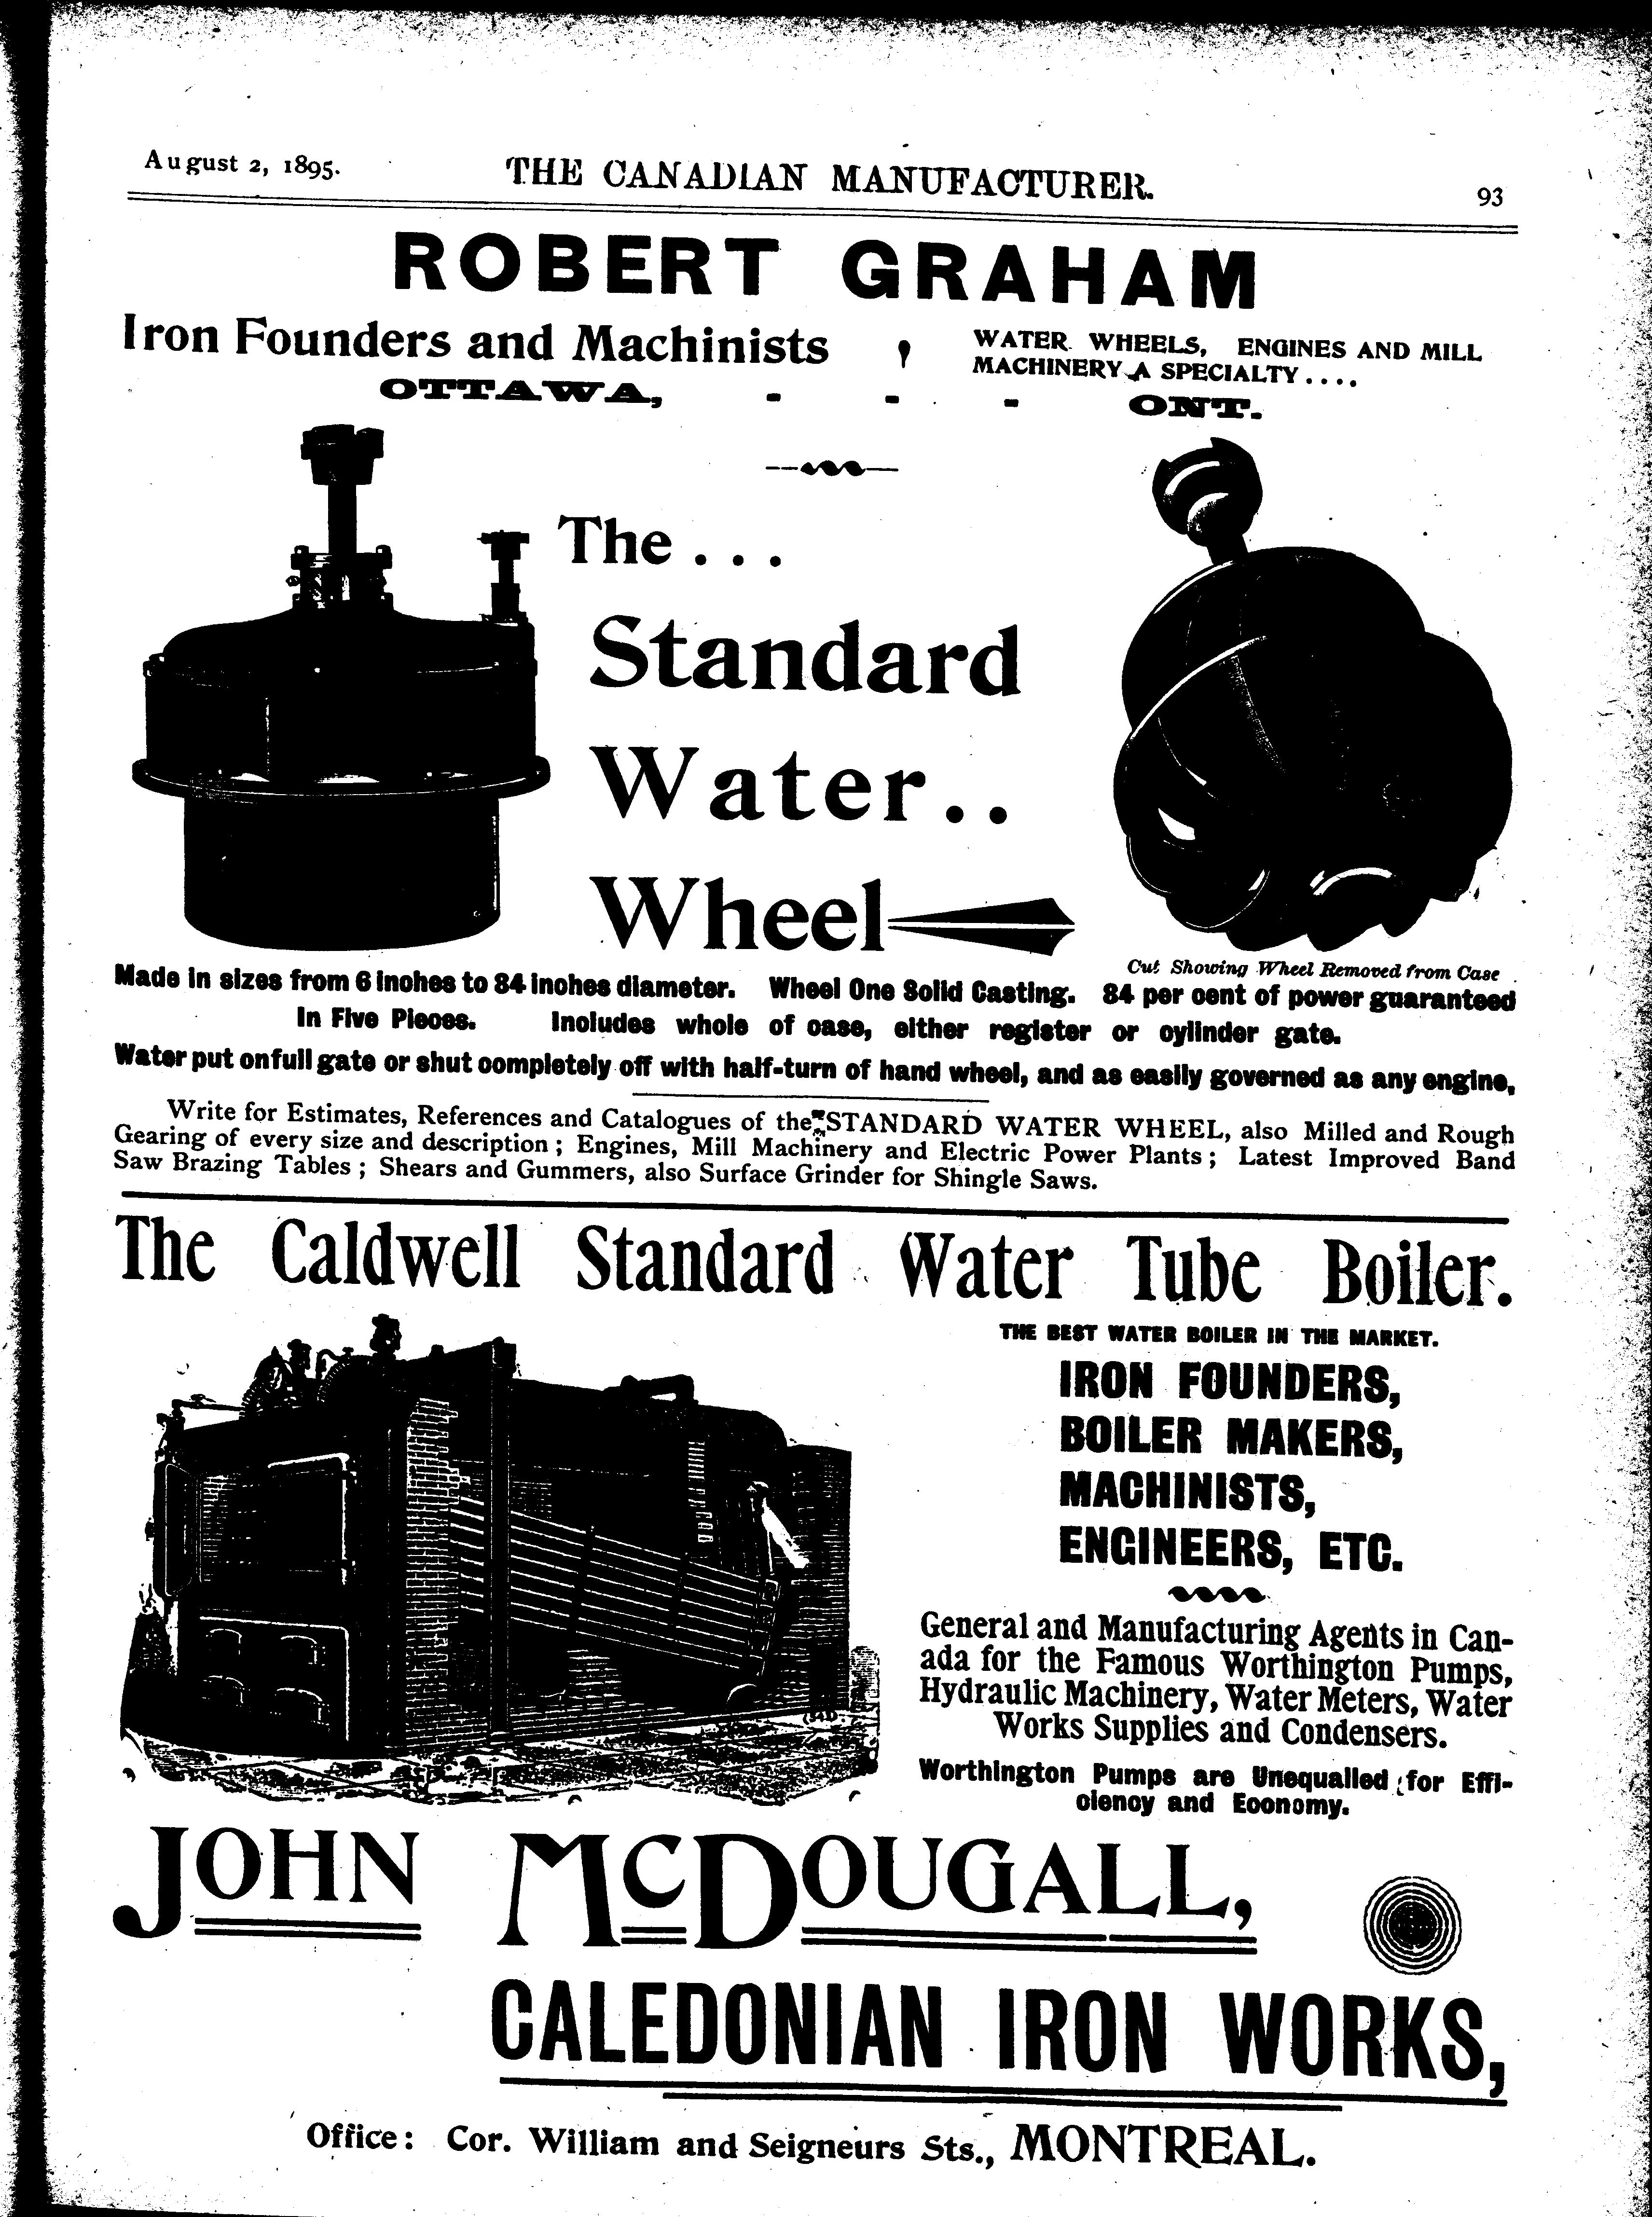 August 2, 1895.
THE CANADIAN MANUFACTURER.
93
ROBERT GRAHAM
Iron Founders and Machinists
WATER WHEELS, ENGINES AND MILL
MACHINERY A SPECIALTY....
OTTAWA, - - - ONT.
The...
Standard
Water..
Wheel
Cut Showing Wheel Removed from Case
Made in sizes from 6 inches to 84 inches diameter. Wheel One Solid Casting. 84 per cent of power guaranteed
In Five Pieces. Includes whole of case, either register or cylinder gate.
Water put on full gate or shut completely off with half-turn of hand wheel, and as easily governed as any engine,
Write for Estimates, References and Catalogues of the STANDARD WATER WHEEL, also Milled and Rough
Gearing of every size and description; Engines, Mill Machinery and Electric Power Plants; Latest Improved Band
Saw Brazing Tables; Shears and Gummers, also Surface Grinder for Shingle Saws.
The Caldwell Standard Water Tube Boiler.
THE BEST WATER BOILER IN THE MARKET.
IRON FOUNDERS,
BOILER MAKERS,
MACHINISTS,
ENGINEERS, ETC.
General and Manufacturing Agents in Can-
ada for the Famous Worthington Pumps,
Hydraulic Machinery, Water Meters, Water
Works Supplies and Condensers.
Worthington Pumps are Unequalled for Effi-
ciency and Economy.
JOHN McDOUGALL,
CALEDONIAN IRON WORKS,
Office: Cor. William and Seigneurs Sts., MONTREAL.